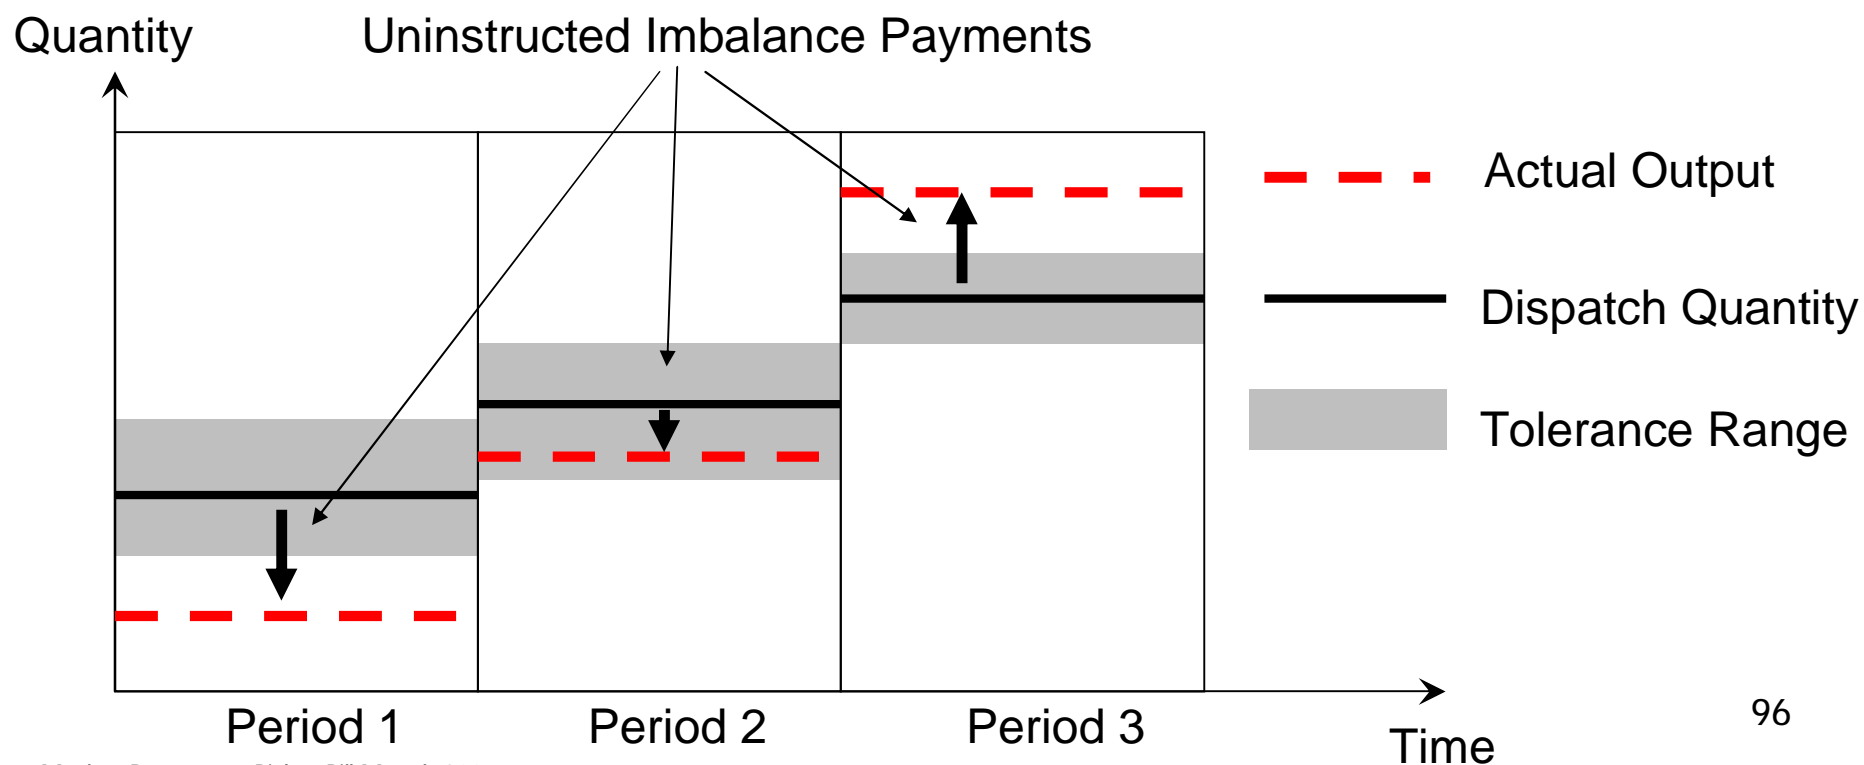 Quantity
Uninstructed Imbalance Payments
Actual Output
Dispatch Quantity
Tolerance Range
Period 1
Period 2
Period 3
Time
96